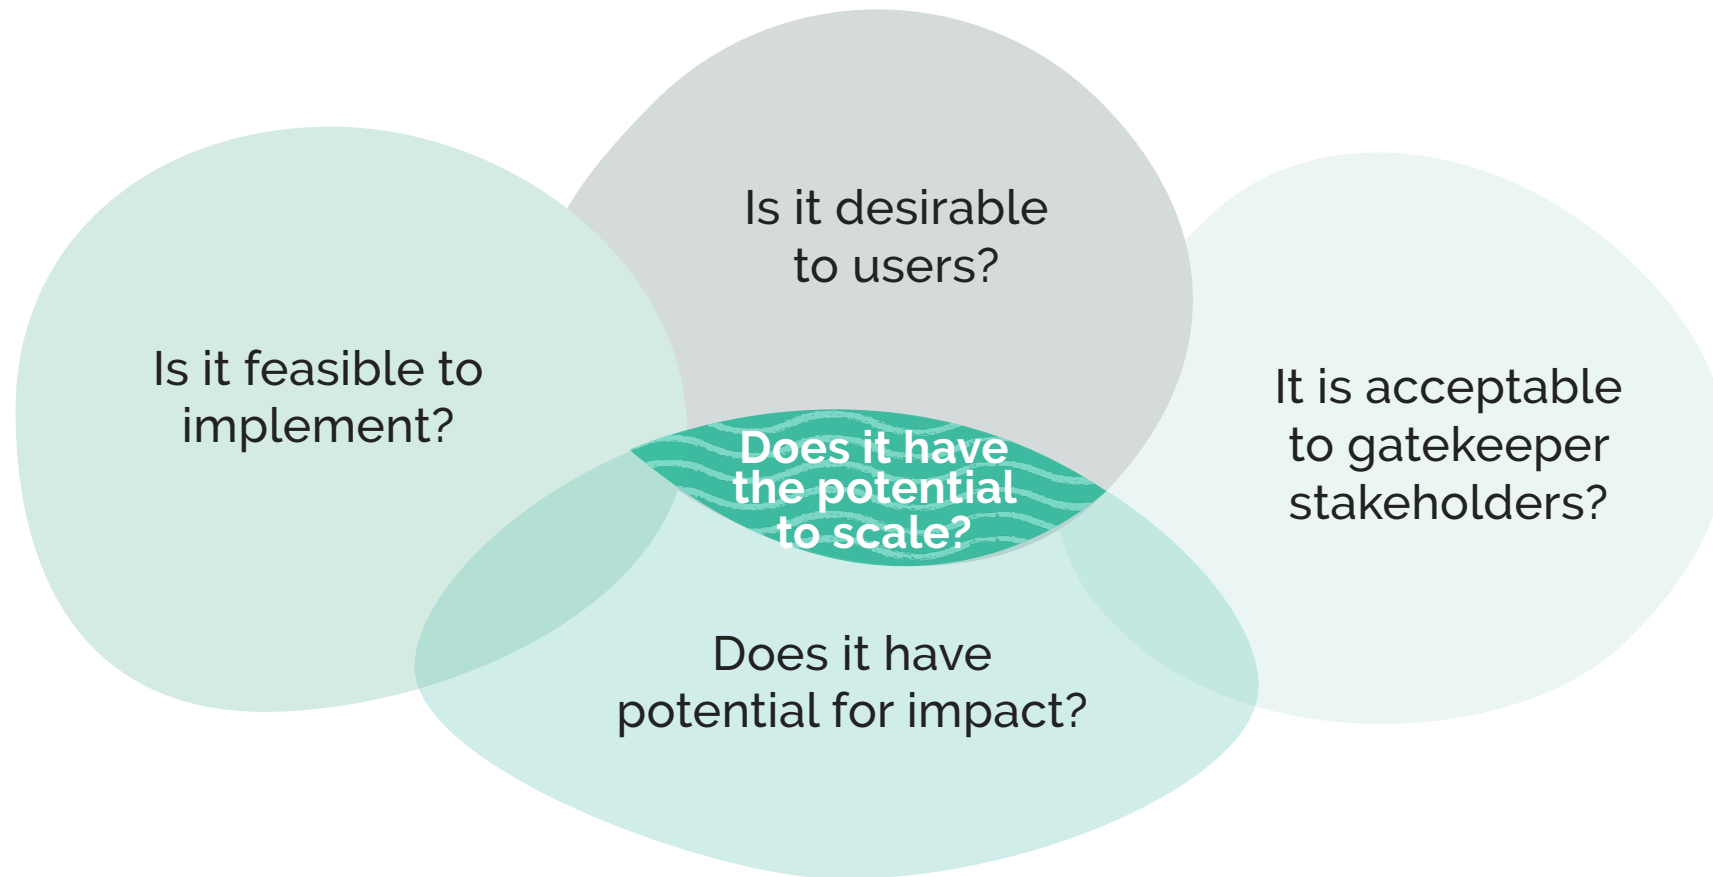 Is it desirable
to users?
Is it feasible to
implement?
It is acceptable
to gatekeeper
stakeholders?
Does it have
the potential
to scale?
Does it have
potential for impact?